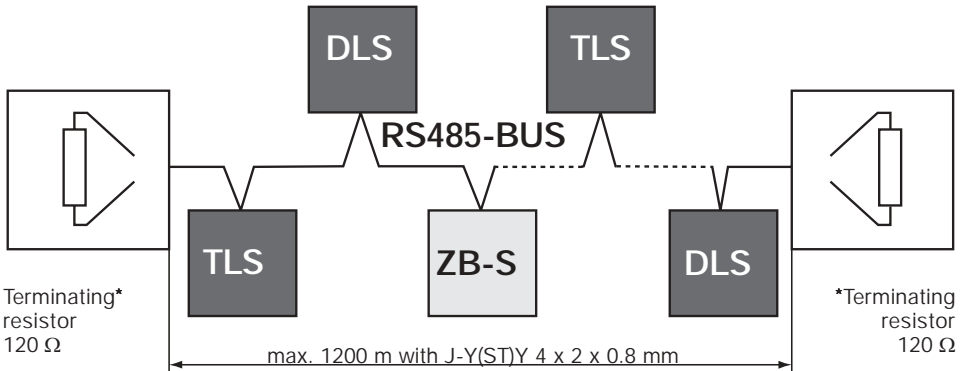 DLS
TLS
RS485-BUS
TLS
ZB-S
DLS
Terminating*
resistor
120 Ω
*Terminating
resistor
120 Ω
max. 1200 m with J-Y(ST)Y 4 x 2 x 0.8 mm